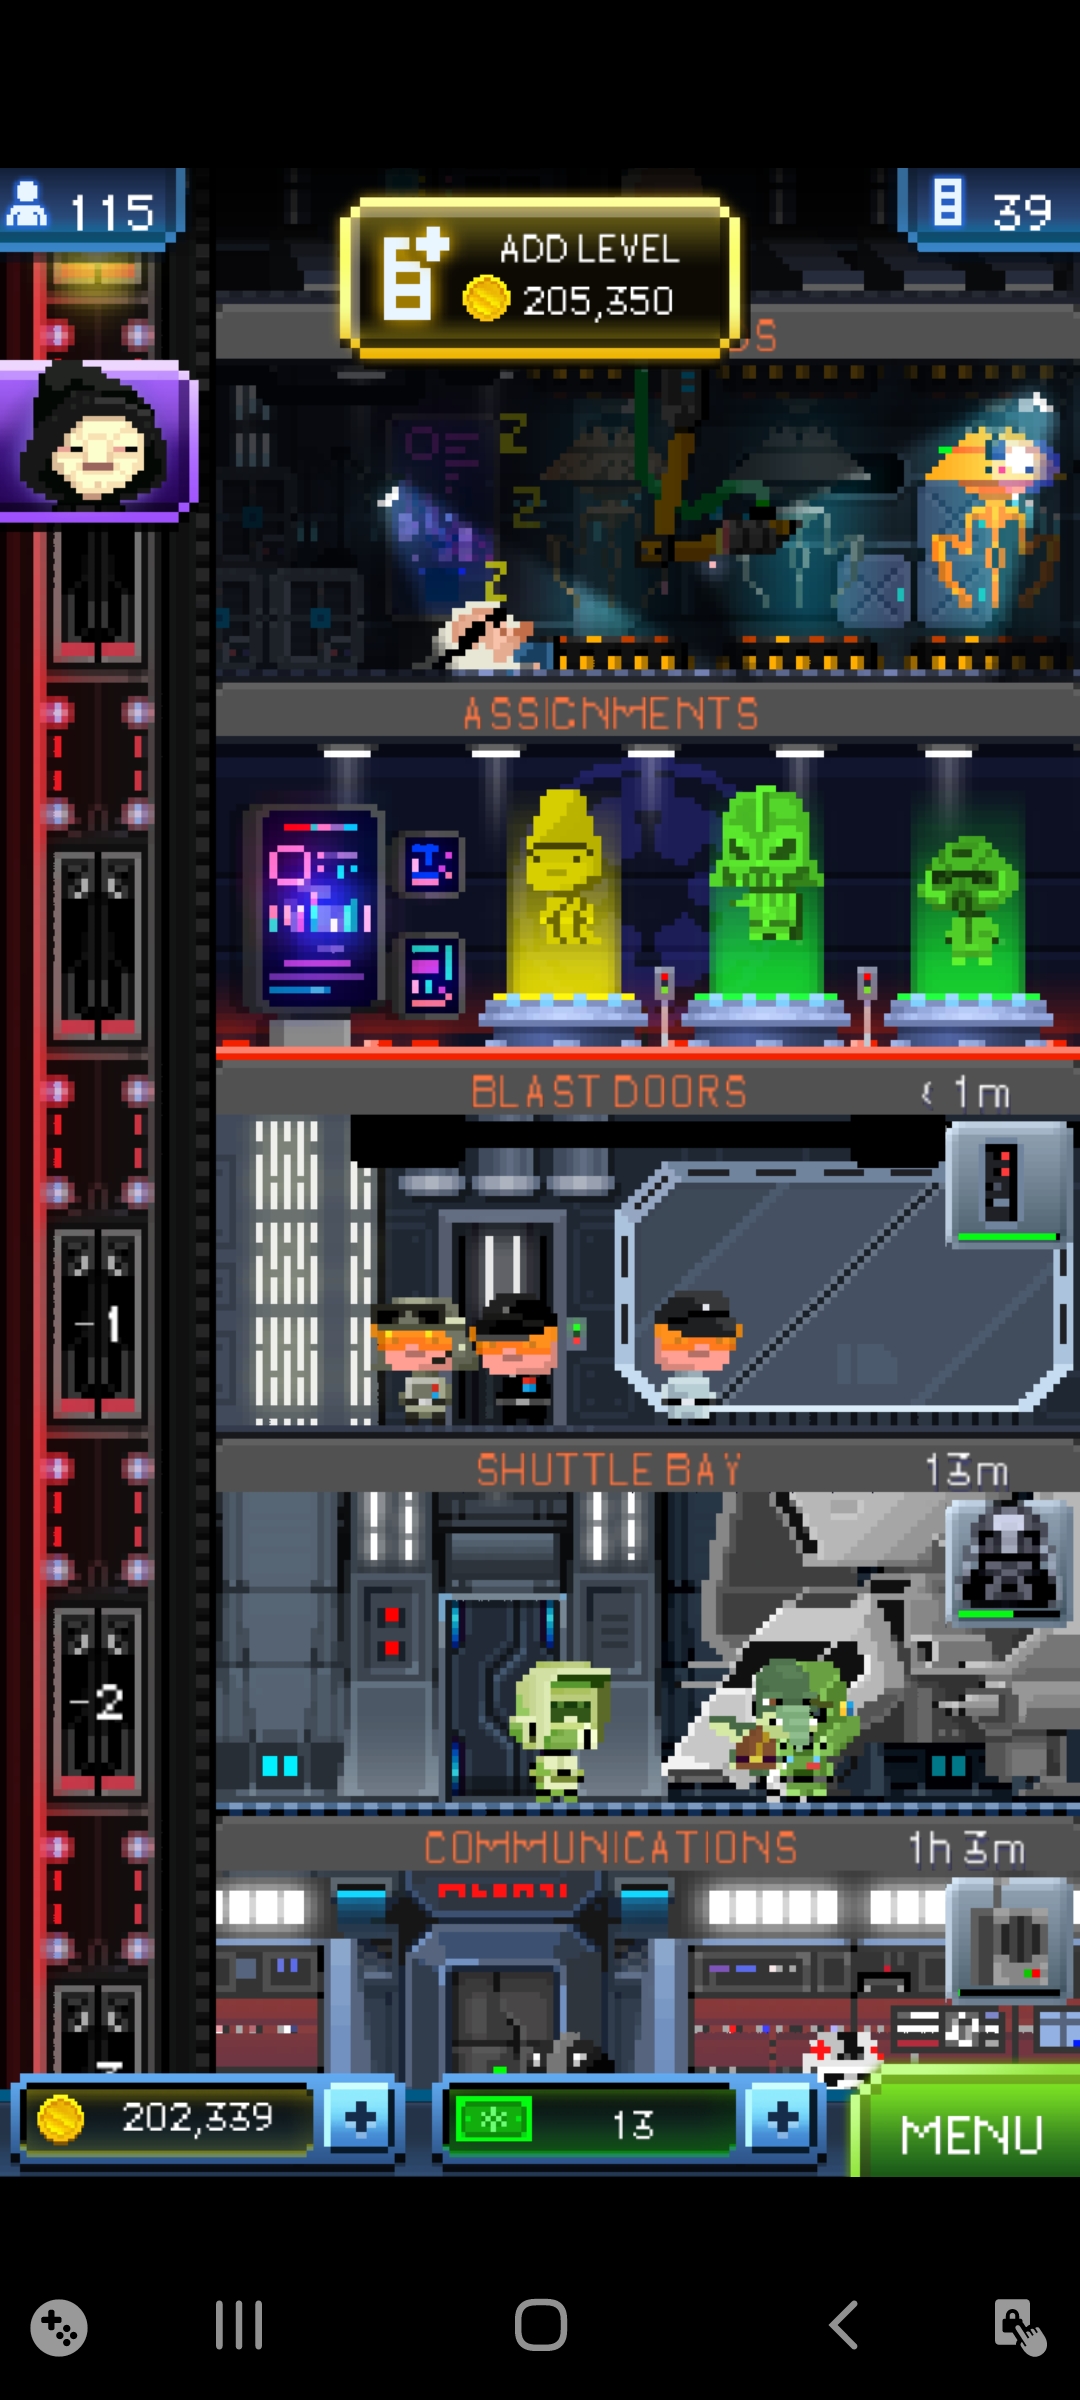 115
ADD LEVEL
205,350
39
DS
Z
Z
Z
ASSIGNMENTS
BLAST DOORS < 1m
-1
SHUTTLE BAY 13m
-2
COMMUNICATIONS 1h 3m
202,339
13
MENU